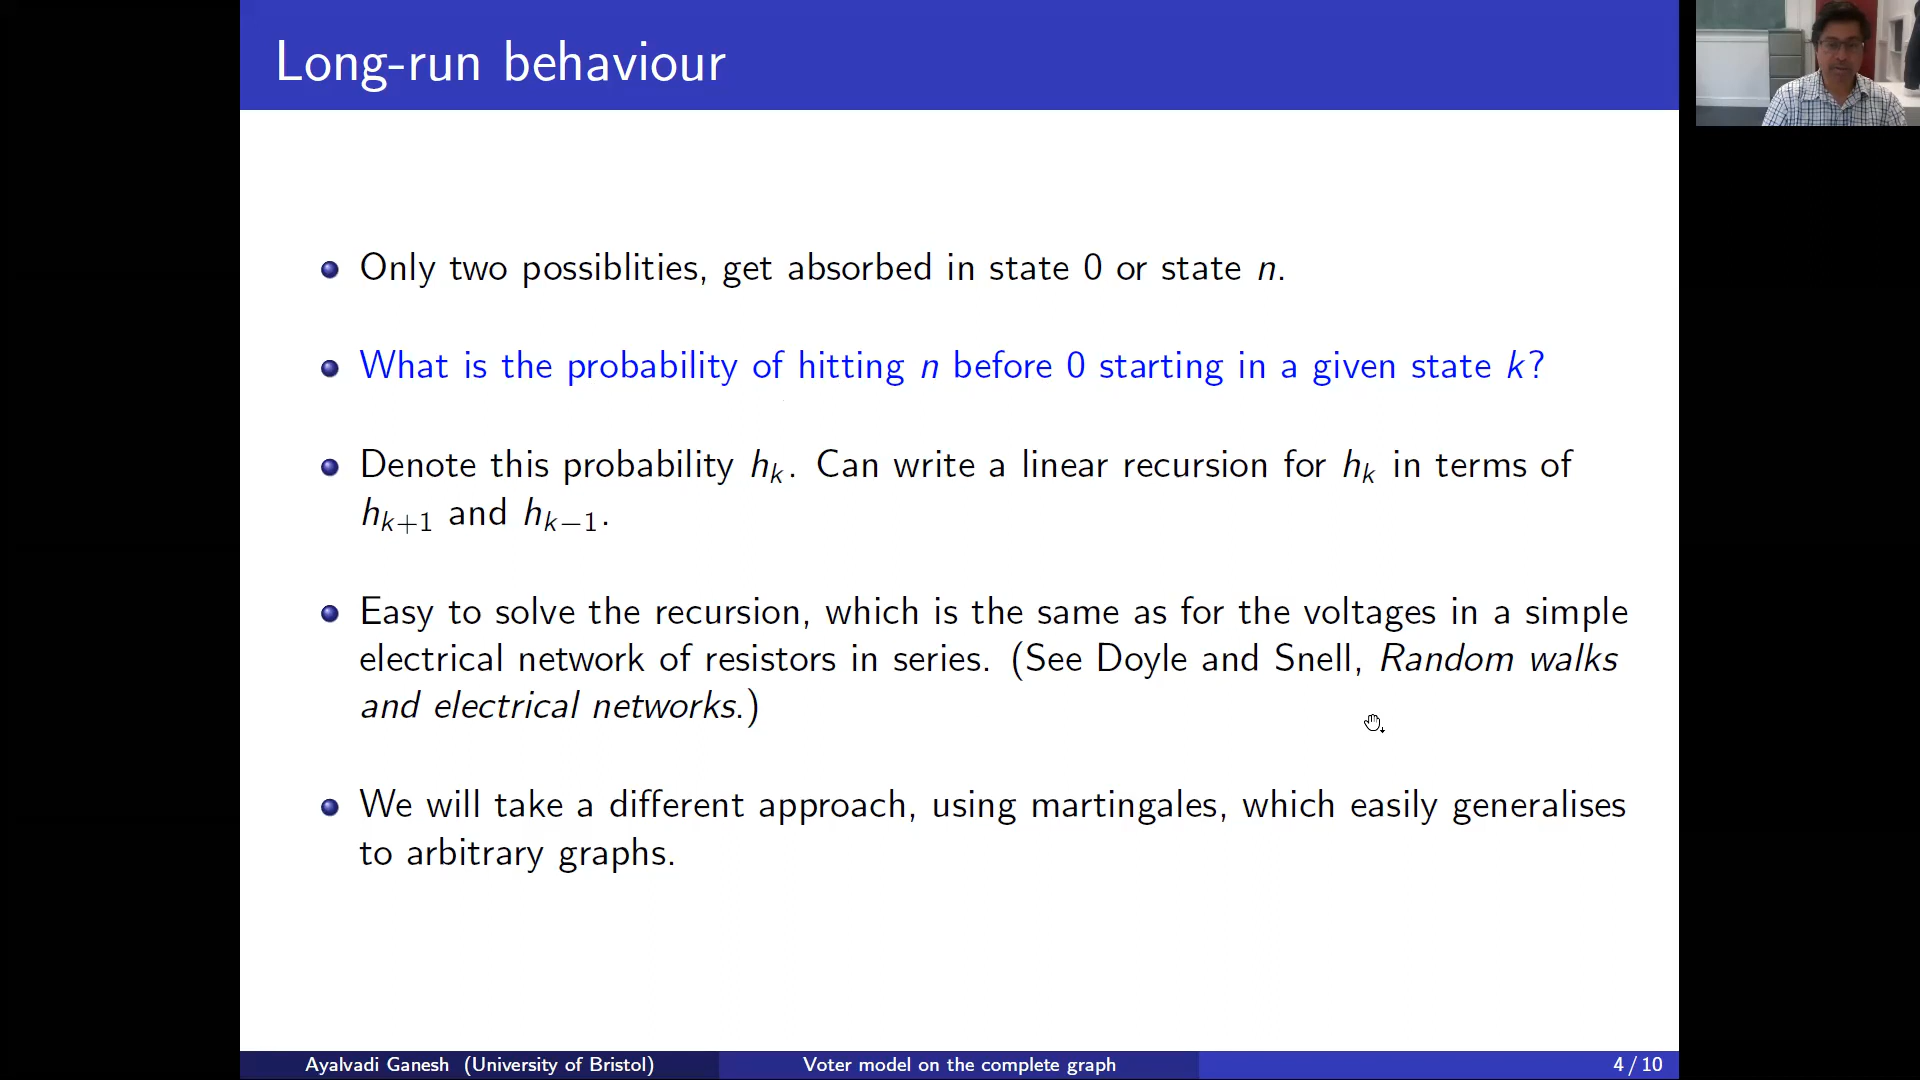 Long-run behaviour
Only two possiblities, get absorbed in state 0 or state n.
What is the probability of hitting n before 0 starting in a given state k?
Denote this probability hₖ. Can write a linear recursion for hₖ in terms of
hₖ₊₁ and hₖ₋₁.
Easy to solve the recursion, which is the same as for the voltages in a simple
electrical network of resistors in series. (See Doyle and Snell, Random walks
and electrical networks.)
We will take a different approach, using martingales, which easily generalises
to arbitrary graphs.
Ayalvadi Ganesh (University of Bristol) Voter model on the complete graph 4 / 10